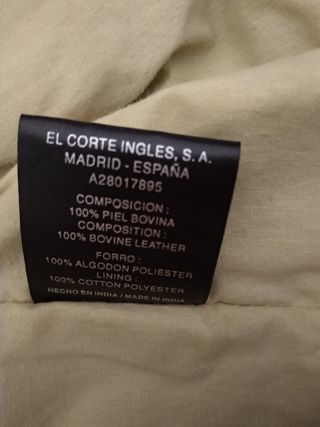 EL CORTE INGLES, S. A.
MADRID - ESPAÑA
A28017895
COMPOSICION :
100% PIEL BOVINA
COMPOSITION :
100% BOVINE LEATHER
FORRO :
100% ALGODON POLIESTER
LINING :
100% COTTON POLYESTER
HECHO EN INDIA / MADE IN INDIA